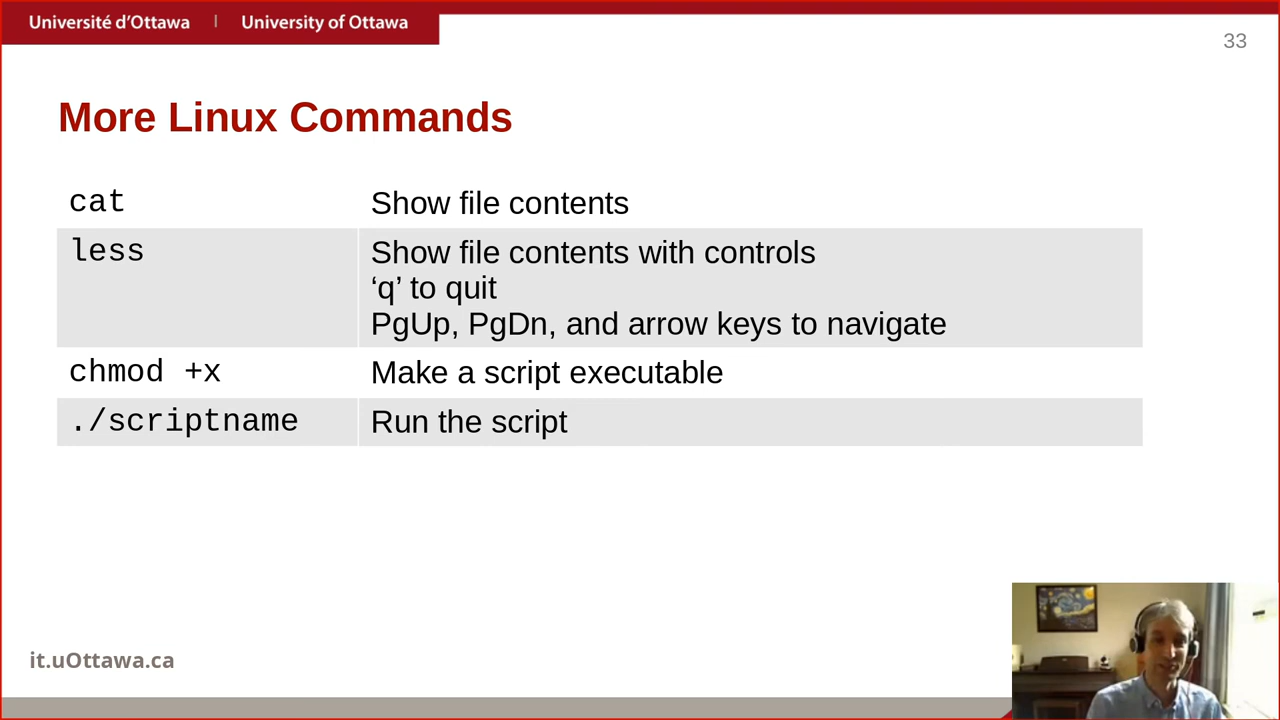 Université d’Ottawa | University of Ottawa
33
More Linux Commands
cat Show file contents
less Show file contents with controls
‘q’ to quit
PgUp, PgDn, and arrow keys to navigate
chmod +x Make a script executable
./scriptname Run the script
it.uOttawa.ca